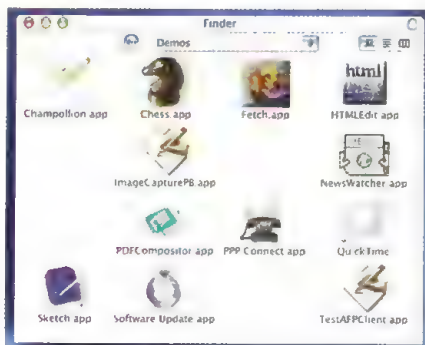 Finder
Demos
html
Champollion app
Chess.app
Fetch.app
HTMLEdit app
ImageCapturePB app
NewsWatcher app
PDFCompositor app
PPP Connect app
QuickTime
Sketch app
Software Update app
TestAFPClient app